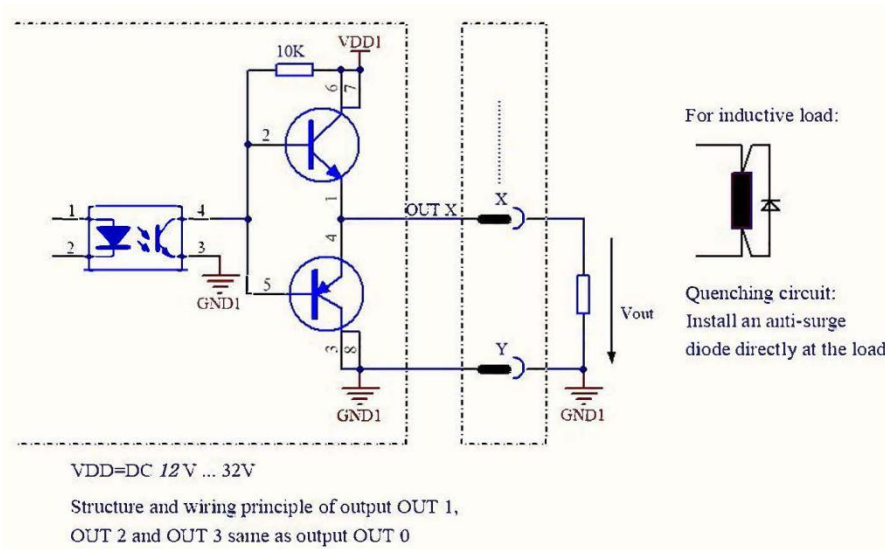 VDD1
10K
6
7
2
1
1
4
2
3
GND1
4
5
3
8
GND1
OUT X
X
Y
GND1
Vout
For inductive load:
Quenching circuit:
Install an anti-surge
diode directly at the load
VDD=DC 12 V ... 32V
Structure and wiring principle of output OUT 1,
OUT 2 and OUT 3 same as output OUT 0